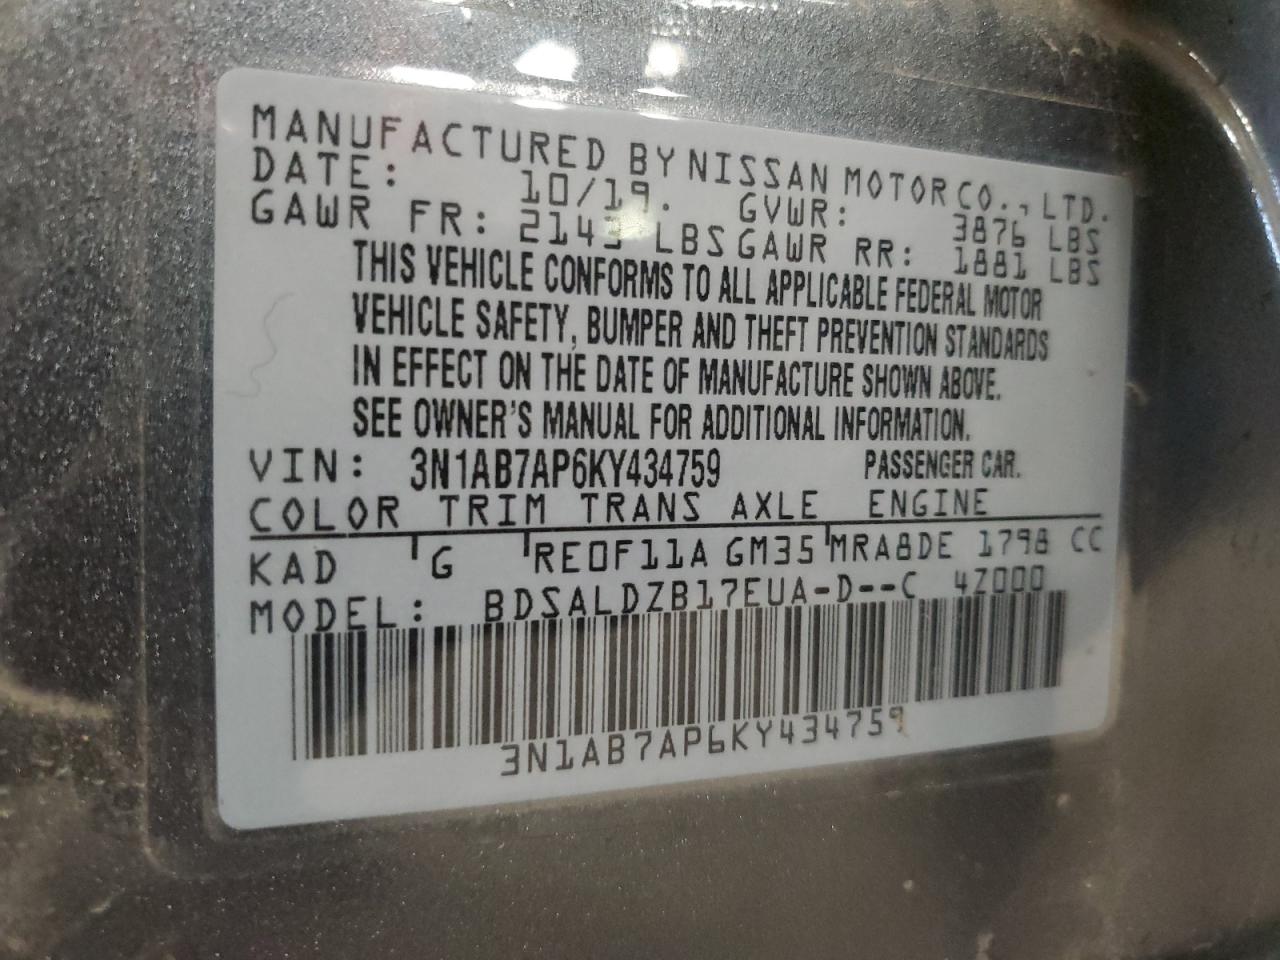 MANUFACTURED BY NISSAN MOTOR CO., LTD.
DATE: 10/19. GVWR: 3876 LBS
GAWR FR: 2143 LBS GAWR RR: 1881 LBS
THIS VEHICLE CONFORMS TO ALL APPLICABLE FEDERAL MOTOR
VEHICLE SAFETY, BUMPER AND THEFT PREVENTION STANDARDS
IN EFFECT ON THE DATE OF MANUFACTURE SHOWN ABOVE.
SEE OWNER'S MANUAL FOR ADDITIONAL INFORMATION.
VIN: 3N1AB7AP6KY434759 PASSENGER CAR.
COLOR TRIM TRANS AXLE ENGINE
KAD G RE0F11A GM35 MRA8DE 1798 CC
MODEL: BDSALDZB17EUA-D--C 4Z000
3N1AB7AP6KY434759